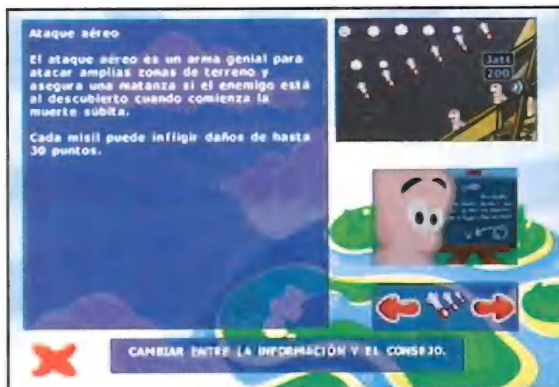 Ataque aéreo
El ataque aéreo es un arma genial para
atacar amplias zonas de terreno y
asegura una matanza si el enemigo está
al descubierto cuando comienza la
muerte súbita.
Cada misil puede infligir daños de hasta
30 puntos.
200
CAMBIAR ENTRE LA INFORMACIÓN Y EL CONSEJO.